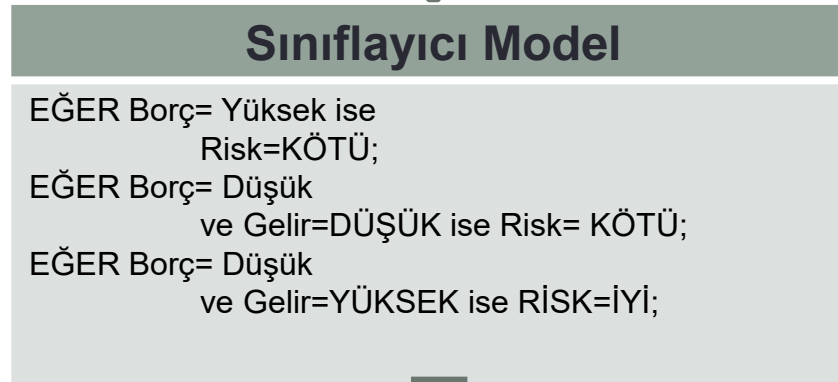 Sınıflayıcı Model
EĞER Borç= Yüksek ise
Risk=KÖTÜ;
EĞER Borç= Düşük
ve Gelir=DÜŞÜK ise Risk= KÖTÜ;
EĞER Borç= Düşük
ve Gelir=YÜKSEK ise RİSK=İYİ;